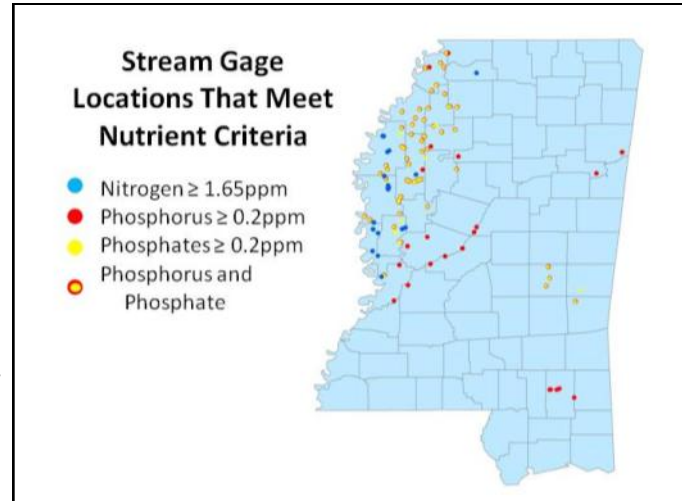 Stream Gage
Locations That Meet
Nutrient Criteria
Nitrogen ≥ 1.65ppm
Phosphorus ≥ 0.2ppm
Phosphates ≥ 0.2ppm
Phosphorus and
Phosphate